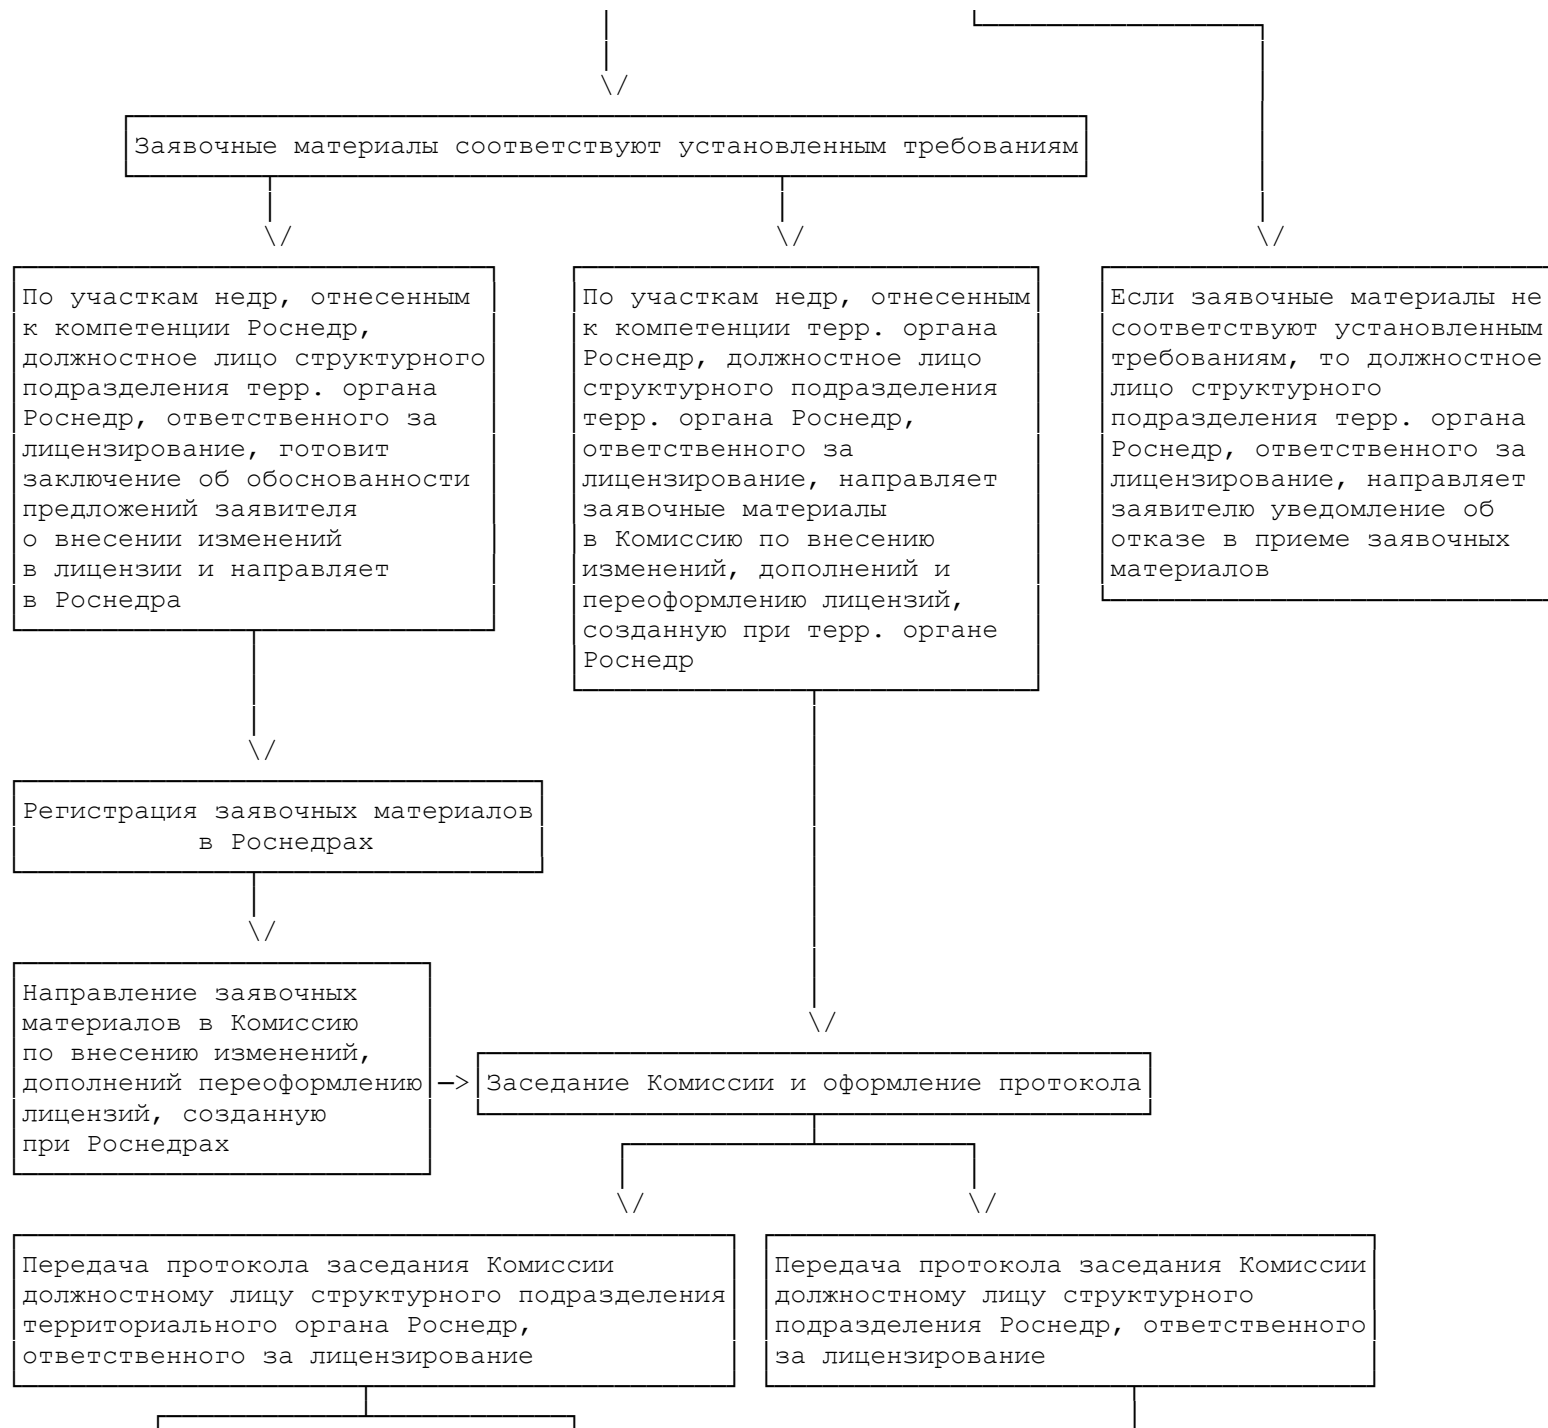 Заявочные материалы соответствуют установленным требованиям
По участкам недр, отнесенным
к компетенции Роснедр,
должностное лицо структурного
подразделения терр. органа
Роснедр, ответственного за
лицензирование, готовит
заключение об обоснованности
предложений заявителя
о внесении изменений
в лицензии и направляет
в Роснедра
По участкам недр, отнесенным
к компетенции терр. органа
Роснедр, должностное лицо
структурного подразделения
терр. органа Роснедр,
ответственного за
лицензирование, направляет
заявочные материалы
в Комиссию по внесению
изменений, дополнений и
переоформлению лицензий,
созданную при терр. органе
Роснедр
Если заявочные материалы не
соответствуют установленным
требованиям, то должностное
лицо структурного
подразделения терр. органа
Роснедр, ответственного за
лицензирование, направляет
заявителю уведомление об
отказе в приеме заявочных
материалов
Регистрация заявочных материалов
в Роснедрах
Направление заявочных
материалов в Комиссию
по внесению изменений,
дополнений переоформлению
лицензий, созданную
при Роснедрах
Заседание Комиссии и оформление протокола
Передача протокола заседания Комиссии
должностному лицу структурного подразделения
территориального органа Роснедр,
ответственного за лицензирование
Передача протокола заседания Комиссии
должностному лицу структурного
подразделения Роснедр, ответственного
за лицензирование